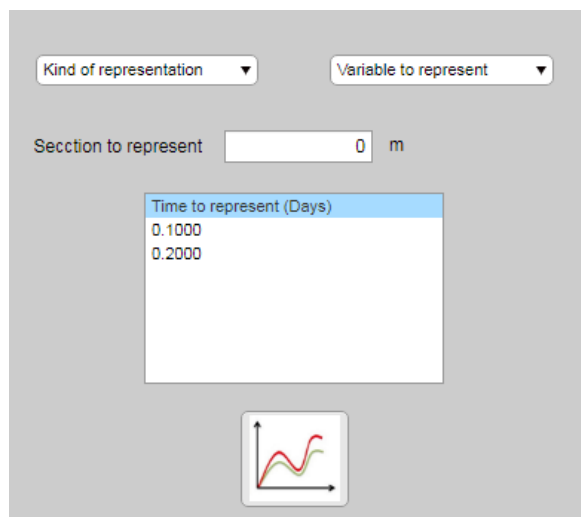 Kind of representation
Variable to represent
Secction to represent 0 m
Time to represent (Days)
0.1000
0.2000